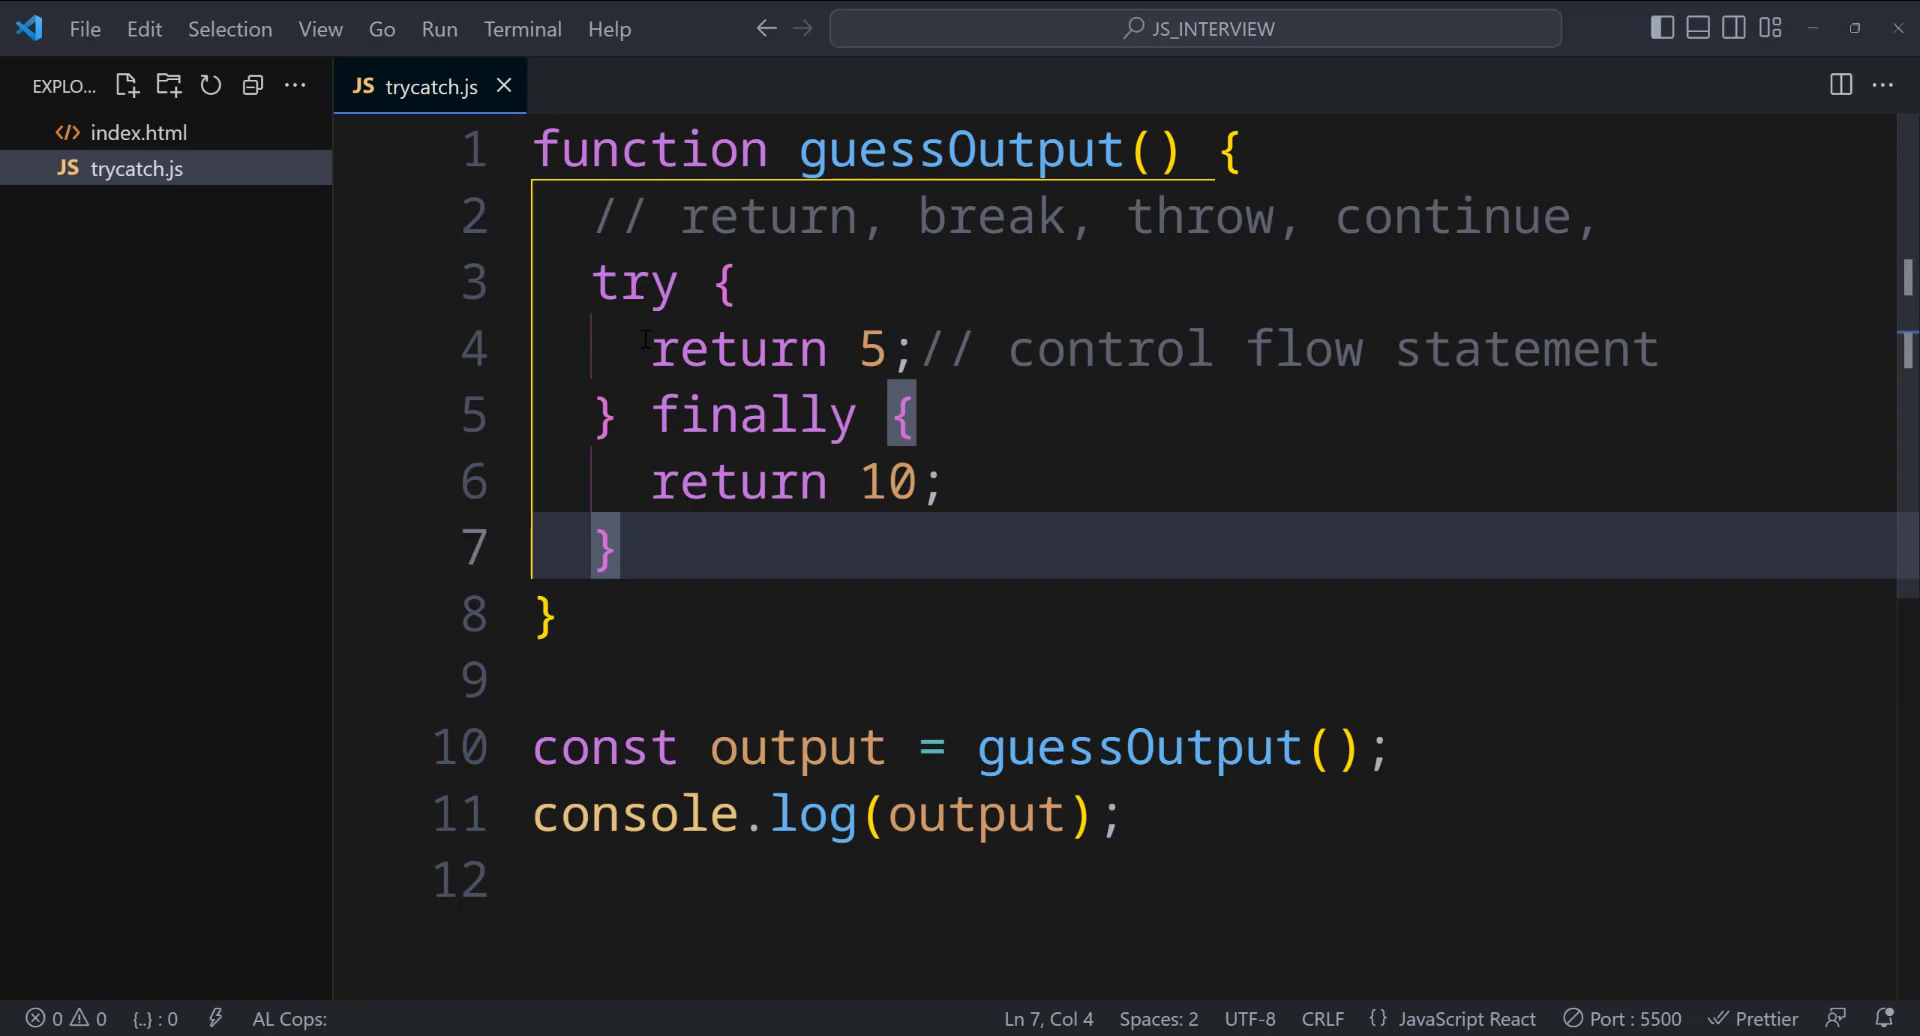 File Edit Selection View Go Run Terminal Help JS_INTERVIEW
EXPLO...
index.html
JS trycatch.js
JS trycatch.js
1 function guessOutput() {
2 // return, break, throw, continue,
3 try {
4 return 5;// control flow statement
5 } finally {
6 return 10;
7 }
8 }
9
10 const output = guessOutput();
11 console.log(output);
12
0 0 {..} : 0 AL Cops: Ln 7, Col 4 Spaces: 2 UTF-8 CRLF {} JavaScript React Port : 5500 Prettier